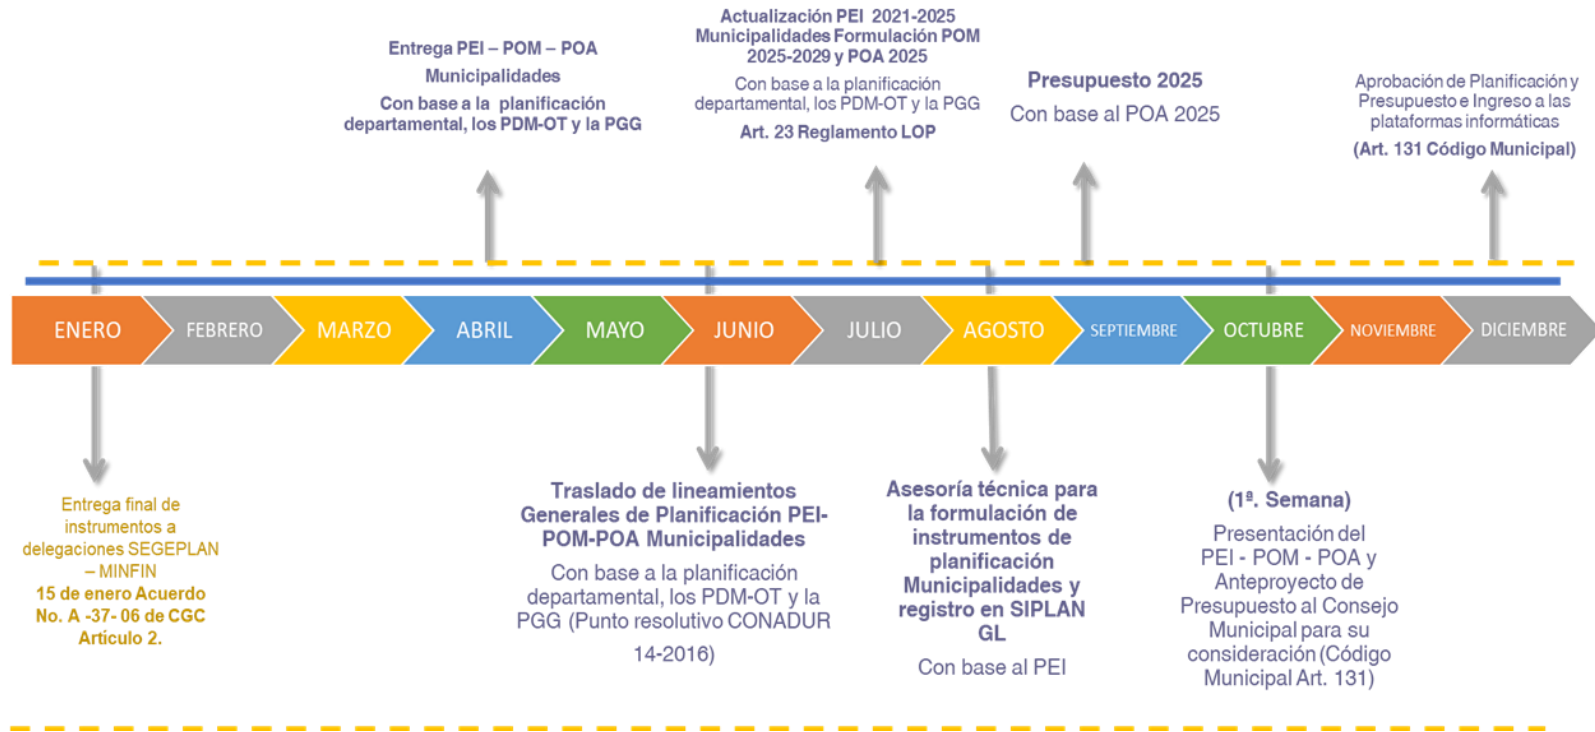 Entrega PEI – POM – POA
Municipalidades
Con base a la planificación
departamental, los PDM-OT y la PGG
Actualización PEI 2021-2025
Municipalidades Formulación POM
2025-2029 y POA 2025
Con base a la planificación
departamental, los PDM-OT y la PGG
Art. 23 Reglamento LOP
Presupuesto 2025
Con base al POA 2025
Aprobación de Planificación y
Presupuesto e Ingreso a las
plataformas informáticas
(Art. 131 Código Municipal)
ENERO
FEBRERO
MARZO
ABRIL
MAYO
JUNIO
JULIO
AGOSTO
SEPTIEMBRE
OCTUBRE
NOVIEMBRE
DICIEMBRE
Entrega final de
instrumentos a
delegaciones SEGEPLAN
– MINFIN
15 de enero Acuerdo
No. A -37- 06 de CGC
Artículo 2.
Traslado de lineamientos
Generales de Planificación PEI-
POM-POA Municipalidades
Con base a la planificación
departamental, los PDM-OT y la
PGG (Punto resolutivo CONADUR
14-2016)
Asesoría técnica para
la formulación de
instrumentos de
planificación
Municipalidades y
registro en SIPLAN
GL
Con base al PEI
(1ª. Semana)
Presentación del
PEI - POM - POA y
Anteproyecto de
Presupuesto al Consejo
Municipal para su
consideración (Código
Municipal Art. 131)